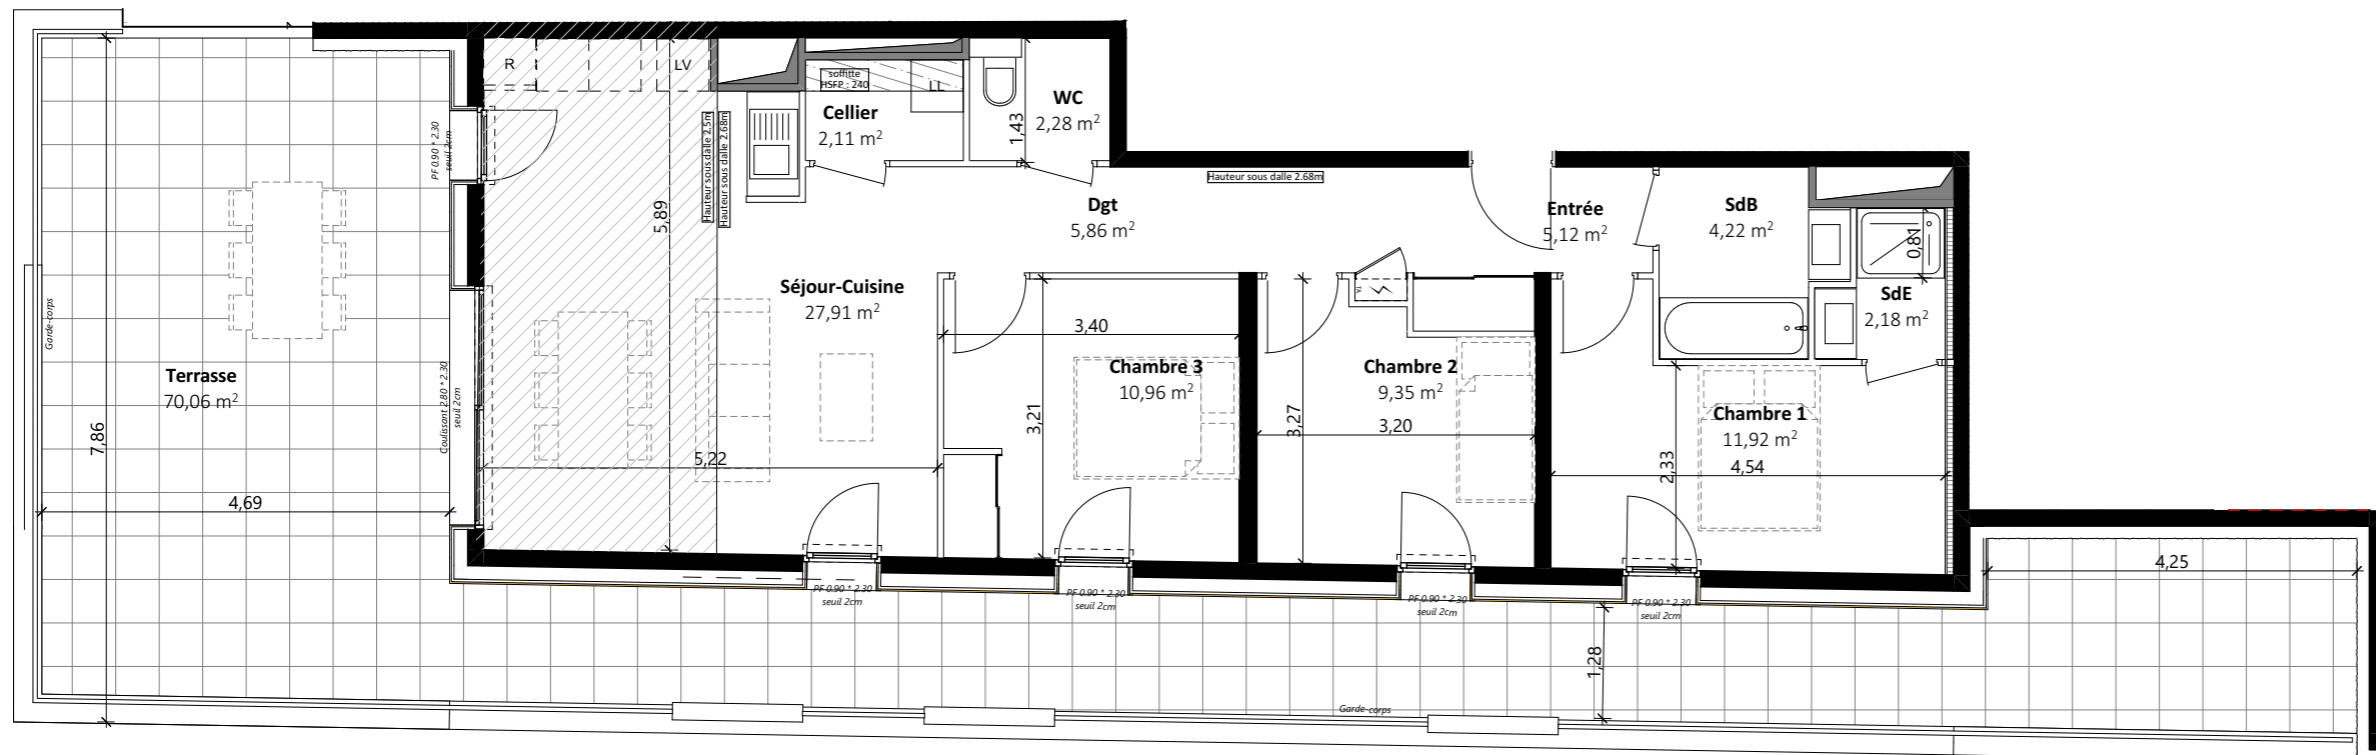 R
LV
soffitte
HSFP : 240
LL
Cellier
2,11 m²
WC
2,28 m²
1,43
PF 0.90 * 2.30
seuil 2cm
Hauteur sous dalle 2.5m
Hauteur sous dalle 2.68m
Hauteur sous dalle 2.68m
5,89
Dgt
5,86 m²
Entrée
5,12 m²
SdB
4,22 m²
0,81
SdE
2,18 m²
Séjour-Cuisine
27,91 m²
Garde-corps
3,40
Terrasse
70,06 m²
Coulissant 2.80 * 2.30
seuil 2cm
Chambre 3
10,96 m²
3,21
Chambre 2
9,35 m²
3,27
3,20
Chambre 1
11,92 m²
2,33
4,54
7,86
5,22
4,69
4,25
PF 0.90 * 2.30
seuil 2cm
PF 0.90 * 2.30
seuil 2cm
PF 0.90 * 2.30
seuil 2cm
PF 0.90 * 2.30
seuil 2cm
1,28
Garde-corps